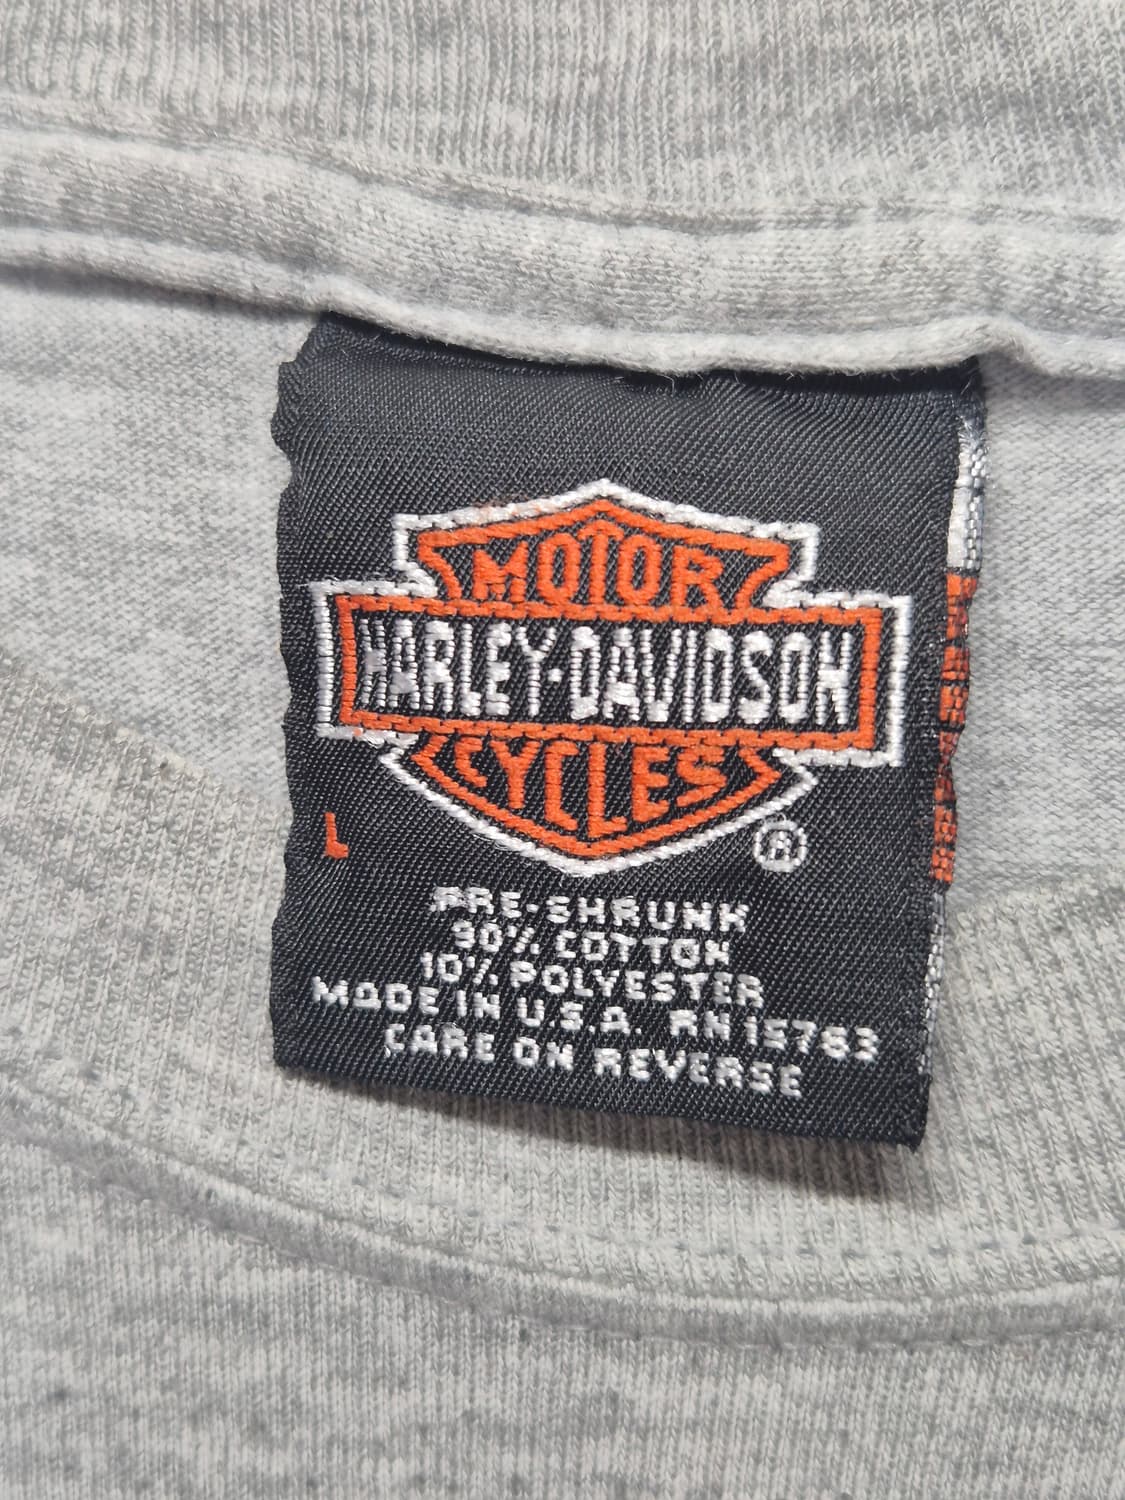 MOTOR
HARLEY-DAVIDSON
CYCLES
L
®
PRE-SHRUNK
90% COTTON
10% POLYESTER
MADE IN U.S.A. RN 15763
CARE ON REVERSE